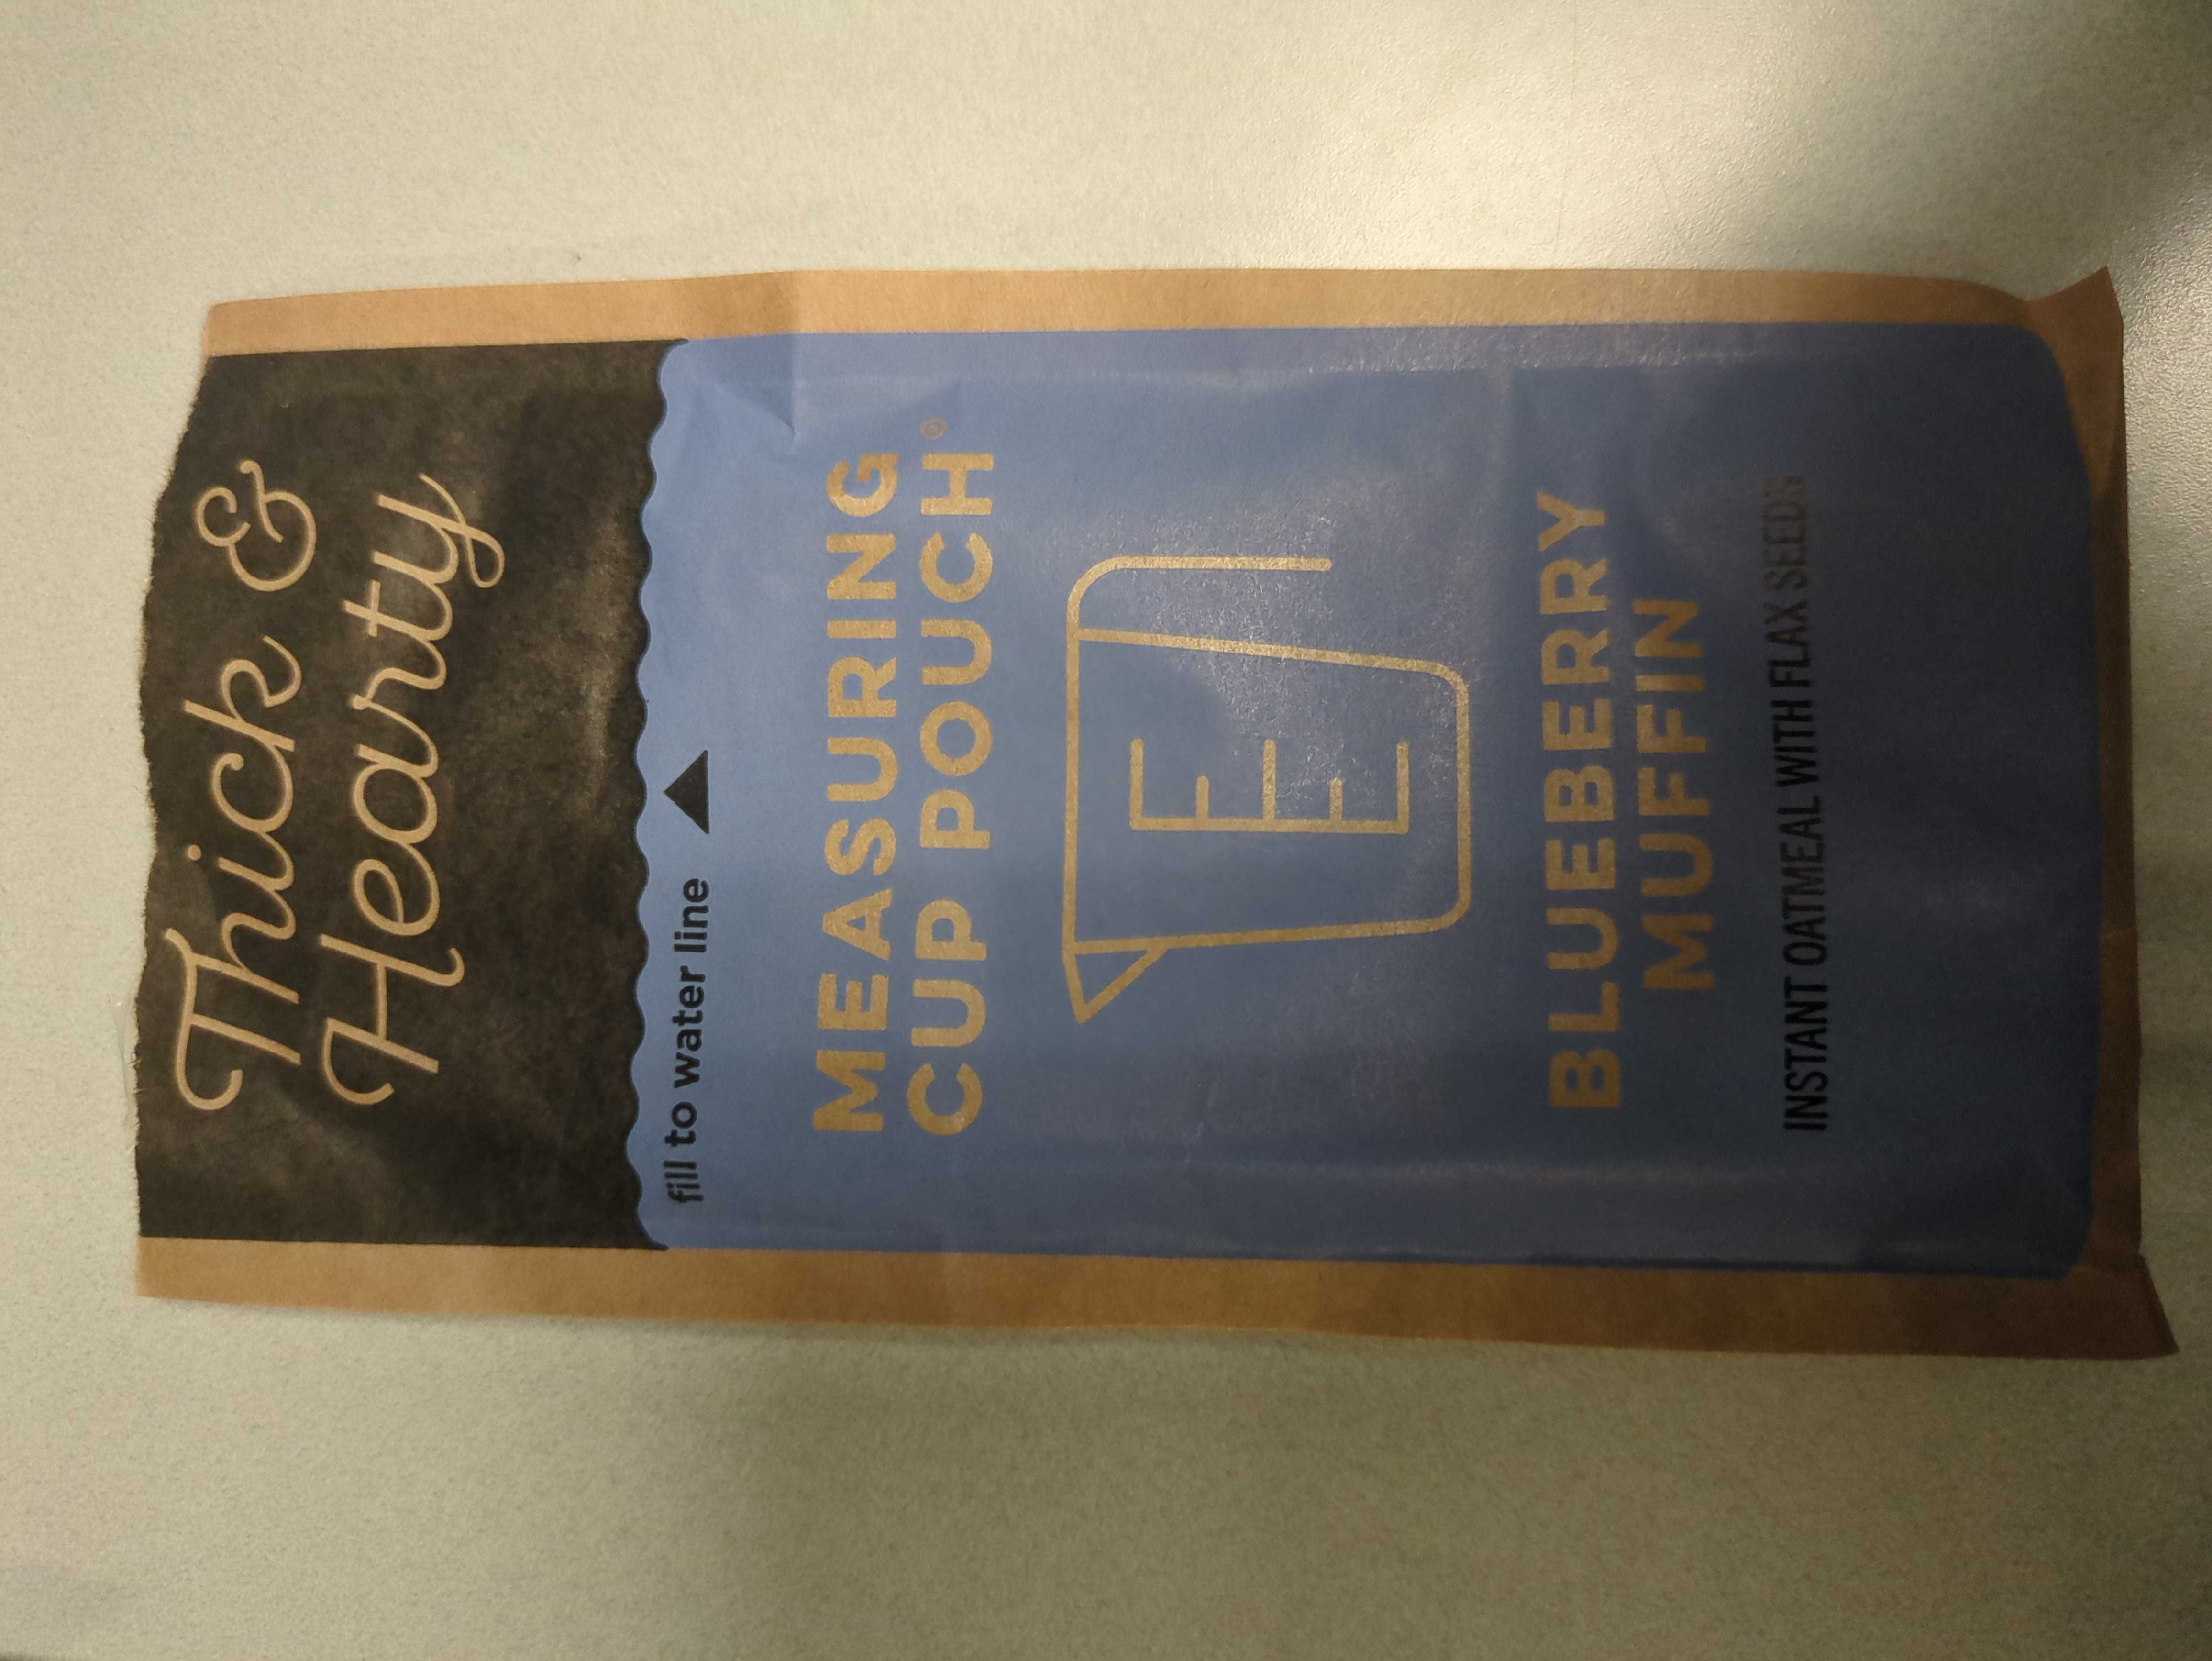 Thick &
Hearty
fill to water line
MEASURING
CUP POUCH®
BLUEBERRY
MUFFIN
INSTANT OATMEAL WITH FLAX SEEDS